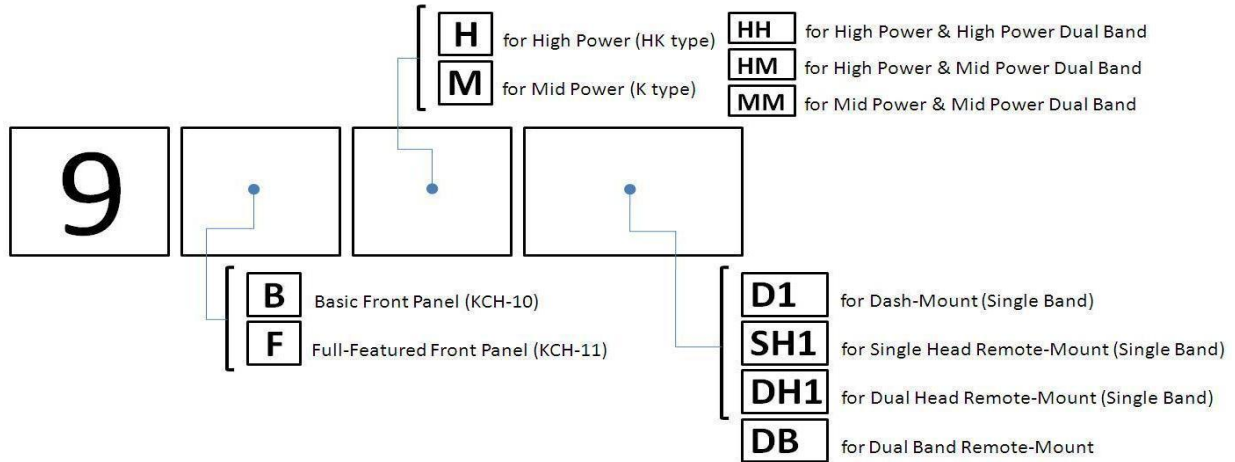 H for High Power (HK type) HH for High Power & High Power Dual Band
HM for High Power & Mid Power Dual Band
M for Mid Power (K type)
MM for Mid Power & Mid Power Dual Band
9
B Basic Front Panel (KCH-10)
F Full-Featured Front Panel (KCH-11)
D1 for Dash-Mount (Single Band)
SH1 for Single Head Remote-Mount (Single Band)
DH1 for Dual Head Remote-Mount (Single Band)
DB for Dual Band Remote-Mount